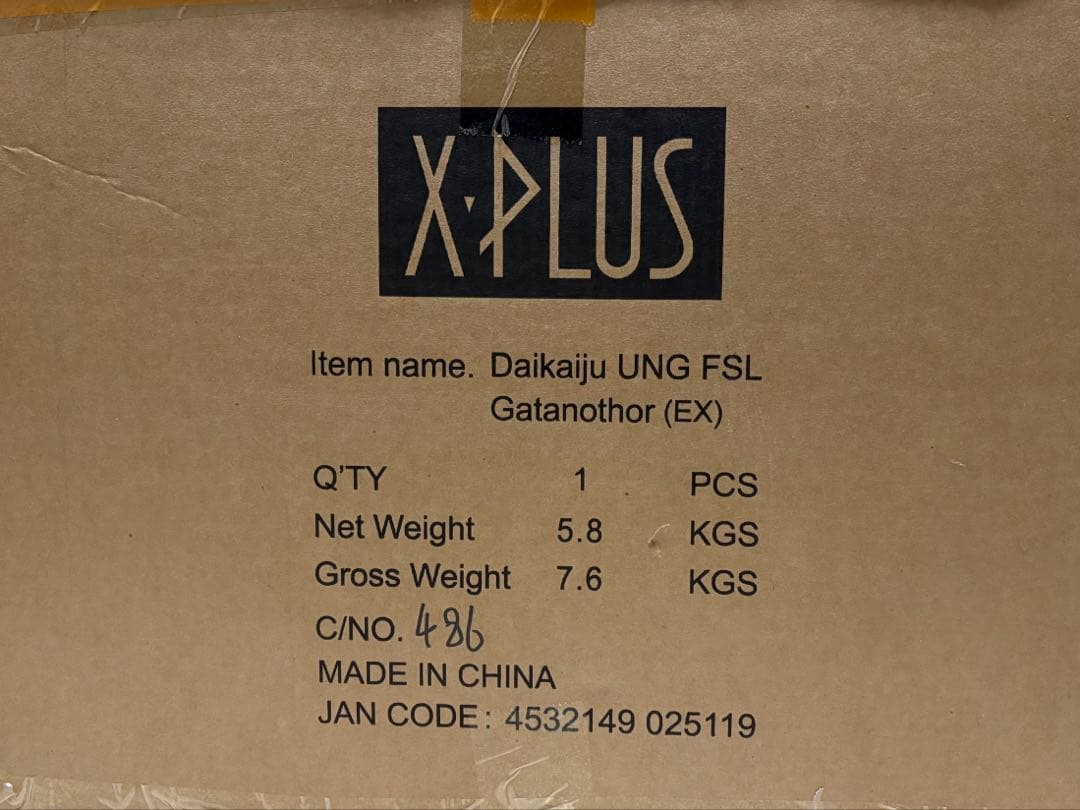 X·PLUS
Item name. Daikaiju UNG FSL
Gatanothor (EX)
Q'TY 1 PCS
Net Weight 5.8 KGS
Gross Weight 7.6 KGS
C/NO. 486
MADE IN CHINA
JAN CODE: 4532149 025119